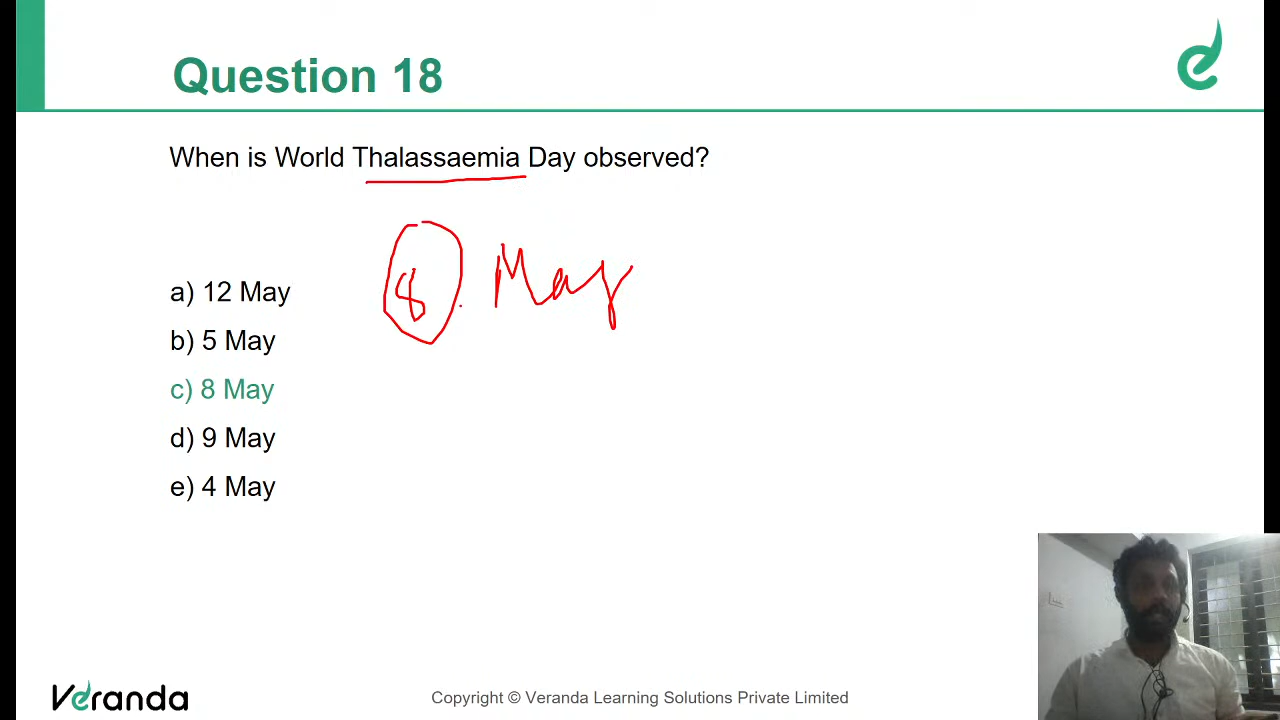 Question 18
When is World Thalassaemia Day observed?
8. May
a) 12 May
b) 5 May
c) 8 May
d) 9 May
e) 4 May
Veranda
Copyright © Veranda Learning Solutions Private Limited